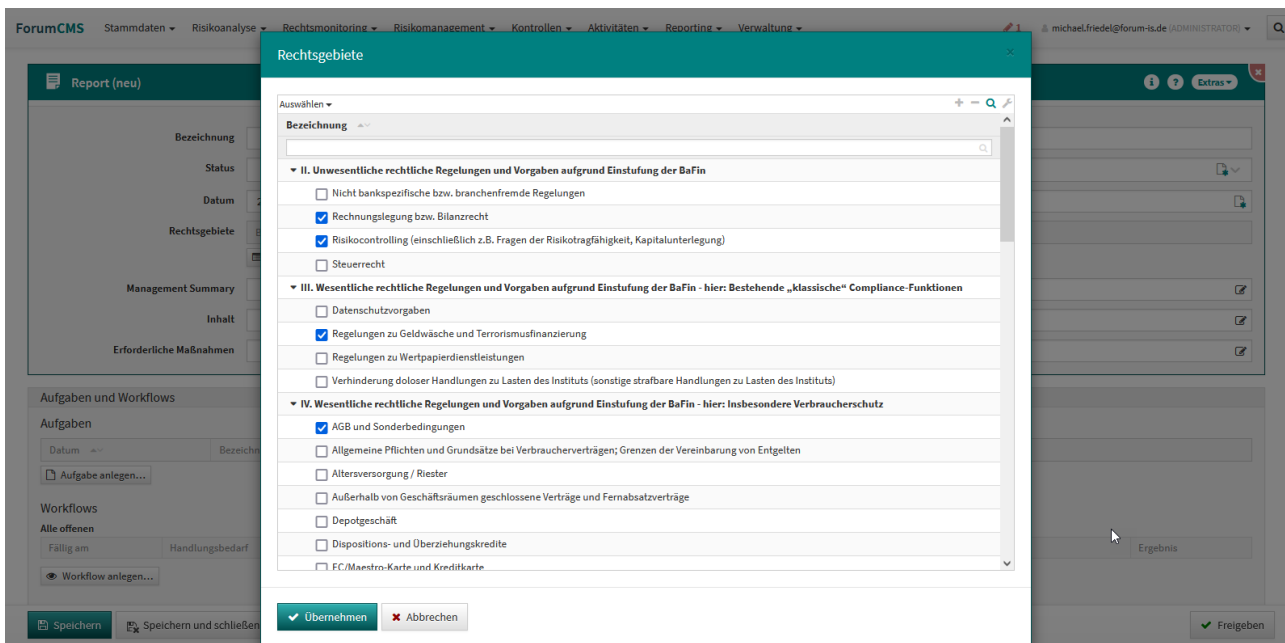 ForumCMS Stammdaten Risikoanalyse Rechtsmonitoring Risikomanagement Kontrollen Aktivitäten Reporting Verwaltung 1 michael.friedel@forum-is.de (ADMINISTRATOR)
Rechtsgebiete
Report (neu) Extras
Auswählen
Bezeichnung
Bezeichnung
Status
Datum
Rechtsgebiete
Management Summary
Inhalt
Erforderliche Maßnahmen
II. Unwesentliche rechtliche Regelungen und Vorgaben aufgrund Einstufung der BaFin
Nicht bankspezifische bzw. branchenfremde Regelungen
Rechnungslegung bzw. Bilanzrecht
Risikocontrolling (einschließlich z.B. Fragen der Risikotragfähigkeit, Kapitalunterlegung)
Steuerrecht
III. Wesentliche rechtliche Regelungen und Vorgaben aufgrund Einstufung der BaFin - hier: Bestehende „klassische“ Compliance-Funktionen
Datenschutzvorgaben
Regelungen zu Geldwäsche und Terrorismusfinanzierung
Regelungen zu Wertpapierdienstleistungen
Verhinderung doloser Handlungen zu Lasten des Instituts (sonstige strafbare Handlungen zu Lasten des Instituts)
IV. Wesentliche rechtliche Regelungen und Vorgaben aufgrund Einstufung der BaFin - hier: Insbesondere Verbraucherschutz
AGB und Sonderbedingungen
Allgemeine Pflichten und Grundsätze bei Verbraucherverträgen; Grenzen der Vereinbarung von Entgelten
Altersversorgung / Riester
Außerhalb von Geschäftsräumen geschlossene Verträge und Fernabsatzverträge
Depotgeschäft
Dispositions- und Überziehungskredite
EC/Maestro-Karte und Kreditkarte
Übernehmen Abbrechen
Aufgaben und Workflows
Aufgaben
Datum Bezeichn
Aufgabe anlegen...
Workflows
Alle offenen
Fällig am Handlungsbedarf Ergebnis
Workflow anlegen...
Speichern Speichern und schließen Freigeben